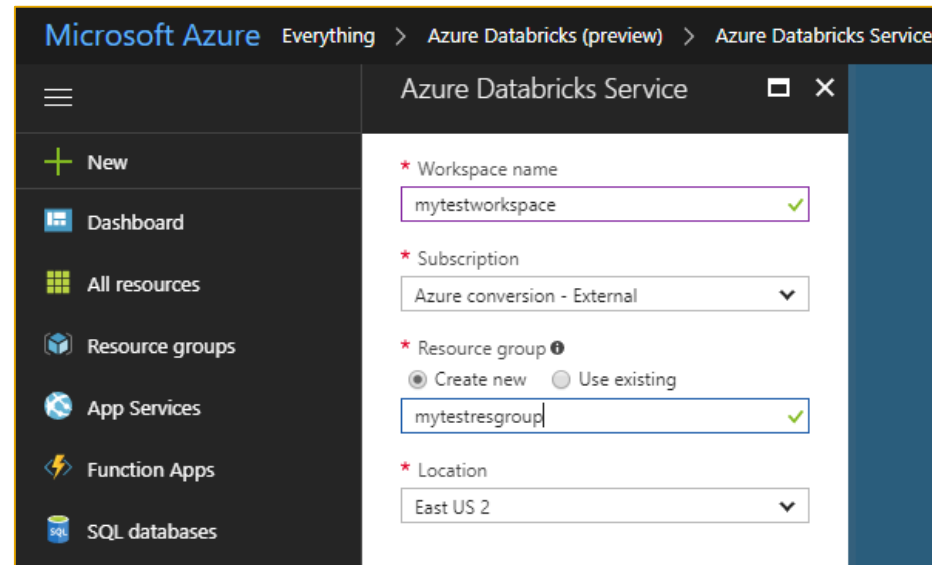 Microsoft Azure Everything > Azure Databricks (preview) > Azure Databricks Service
Azure Databricks Service
New
Dashboard
All resources
Resource groups
App Services
Function Apps
SQL
SQL databases
* Workspace name
mytestworkspace
* Subscription
Azure conversion - External
* Resource group
Create new Use existing
mytestresgroup
* Location
East US 2